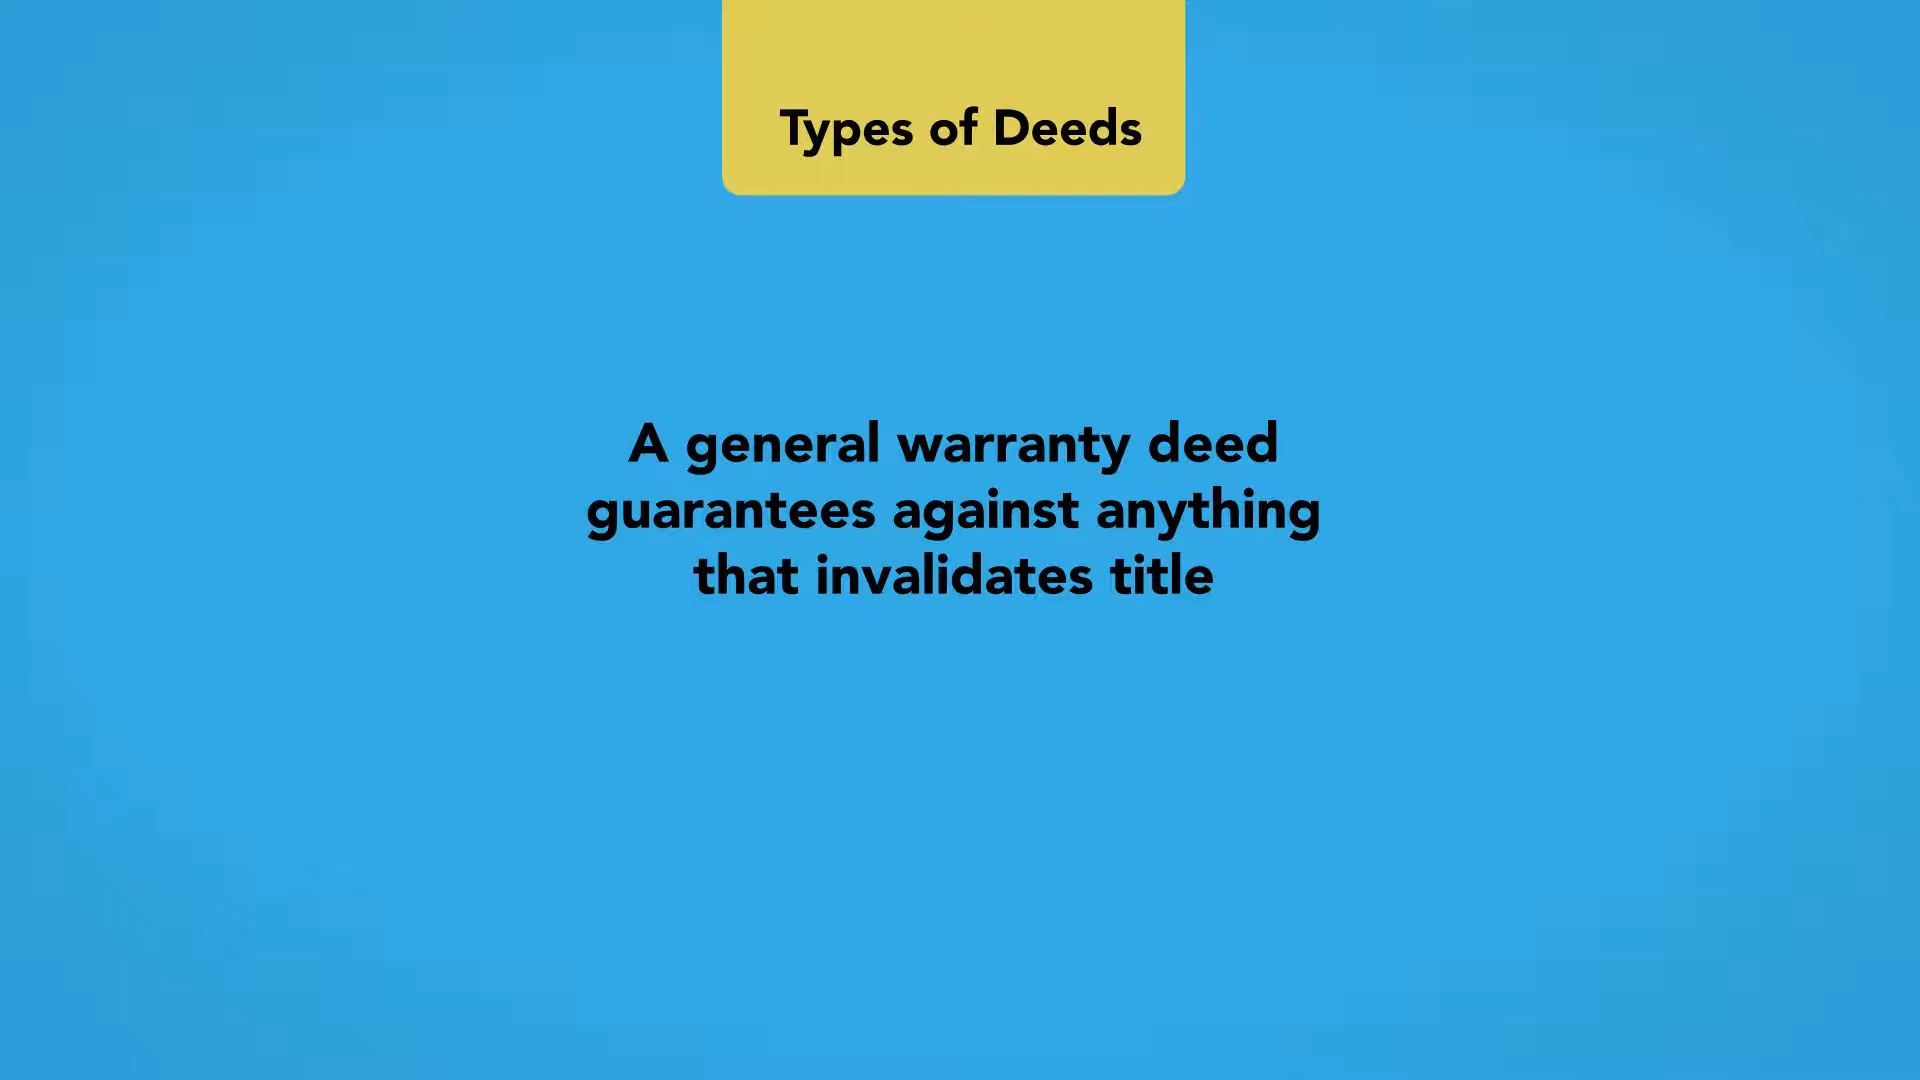 Types of Deeds
A general warranty deed
guarantees against anything
that invalidates title